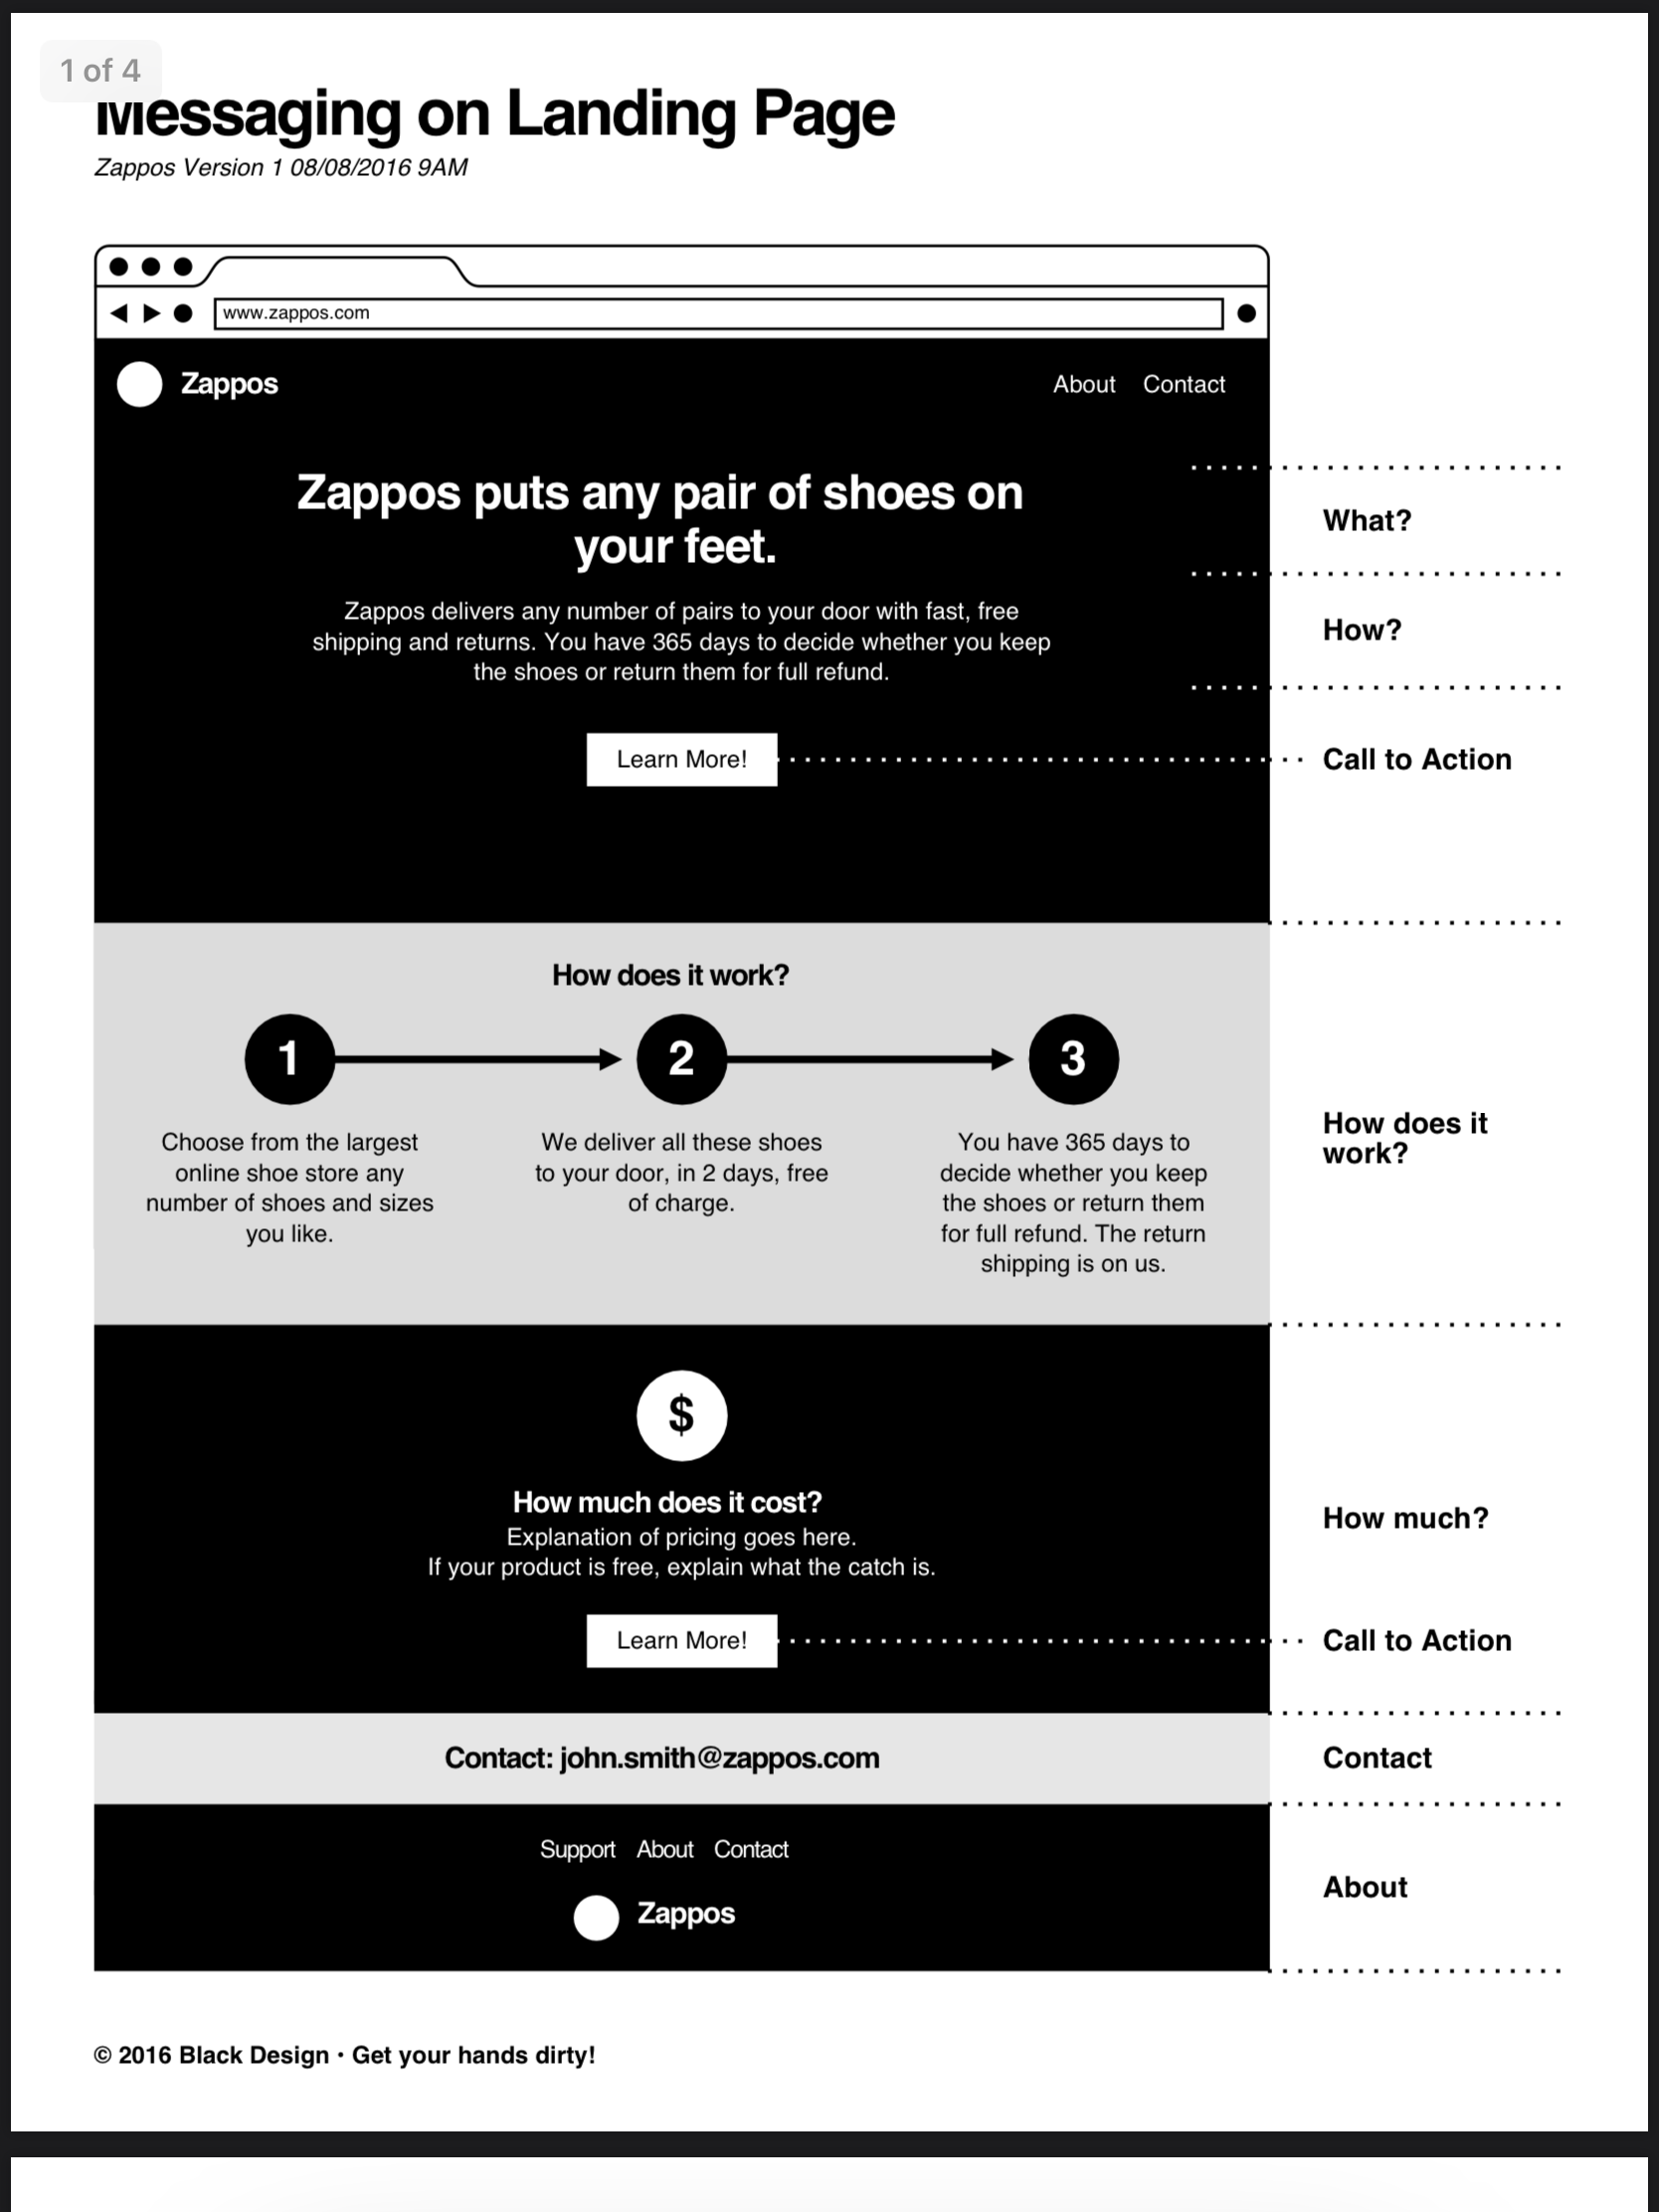 1 of 4
Messaging on Landing Page
Zappos Version 1 08/08/2016 9AM
www.zappos.com
Zappos
About Contact
Zappos puts any pair of shoes on
your feet.
What?
Zappos delivers any number of pairs to your door with fast, free
shipping and returns. You have 365 days to decide whether you keep
the shoes or return them for full refund.
How?
Learn More!
Call to Action
How does it work?
1
2
3
Choose from the largest
online shoe store any
number of shoes and sizes
you like.
We deliver all these shoes
to your door, in 2 days, free
of charge.
You have 365 days to
decide whether you keep
the shoes or return them
for full refund. The return
shipping is on us.
How does it
work?
$
How much does it cost?
Explanation of pricing goes here.
If your product is free, explain what the catch is.
How much?
Learn More!
Call to Action
Contact: john.smith@zappos.com
Contact
Support About Contact
Zappos
About
© 2016 Black Design • Get your hands dirty!